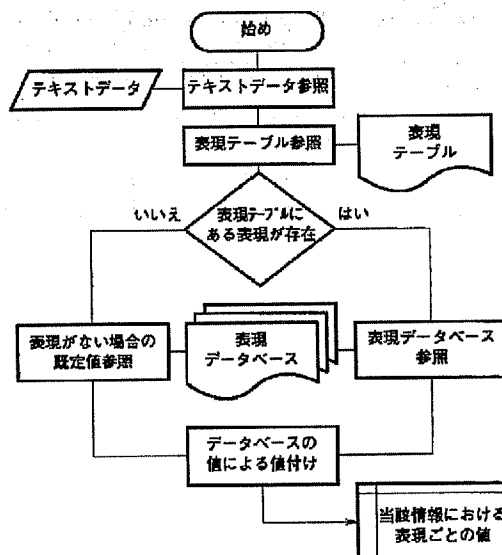 始め
テキストデータ
テキストデータ参照
表現テーブル参照
表現
テーブル
いいえ
表現テーブルに
ある表現が存在
はい
表現がない場合の
既定値参照
表現
データベース
表現データベース
参照
データベースの
値による値付け
当該情報における
表現ごとの値